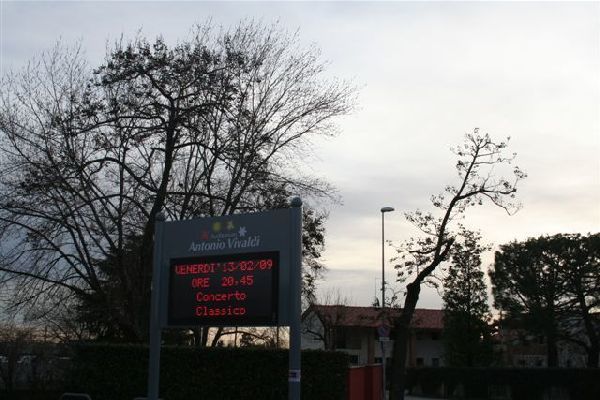 Auditorium
Antonio Vivaldi
VENERDI'13/02/09
ORE 20,45
Concerto
Classico